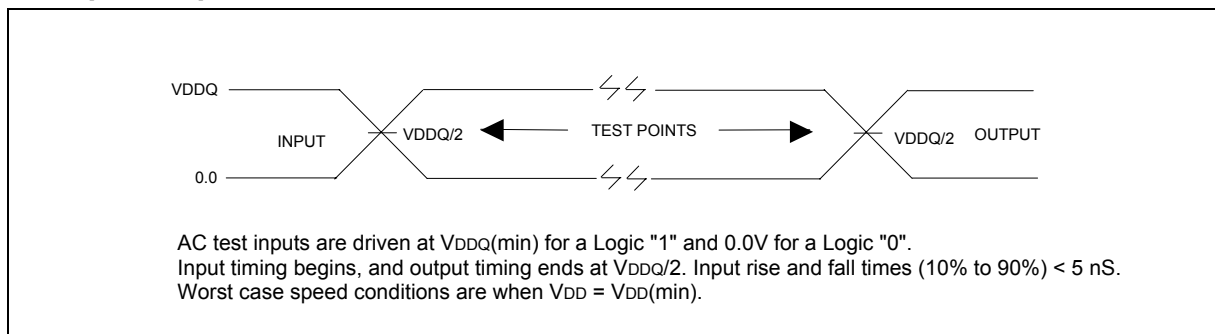 VDDQ
INPUT
VDDQ/2
TEST POINTS
VDDQ/2
OUTPUT
0.0
AC test inputs are driven at VDDQ(min) for a Logic "1" and 0.0V for a Logic "0".
Input timing begins, and output timing ends at VDDQ/2. Input rise and fall times (10% to 90%) < 5 nS.
Worst case speed conditions are when VDD = VDD(min).